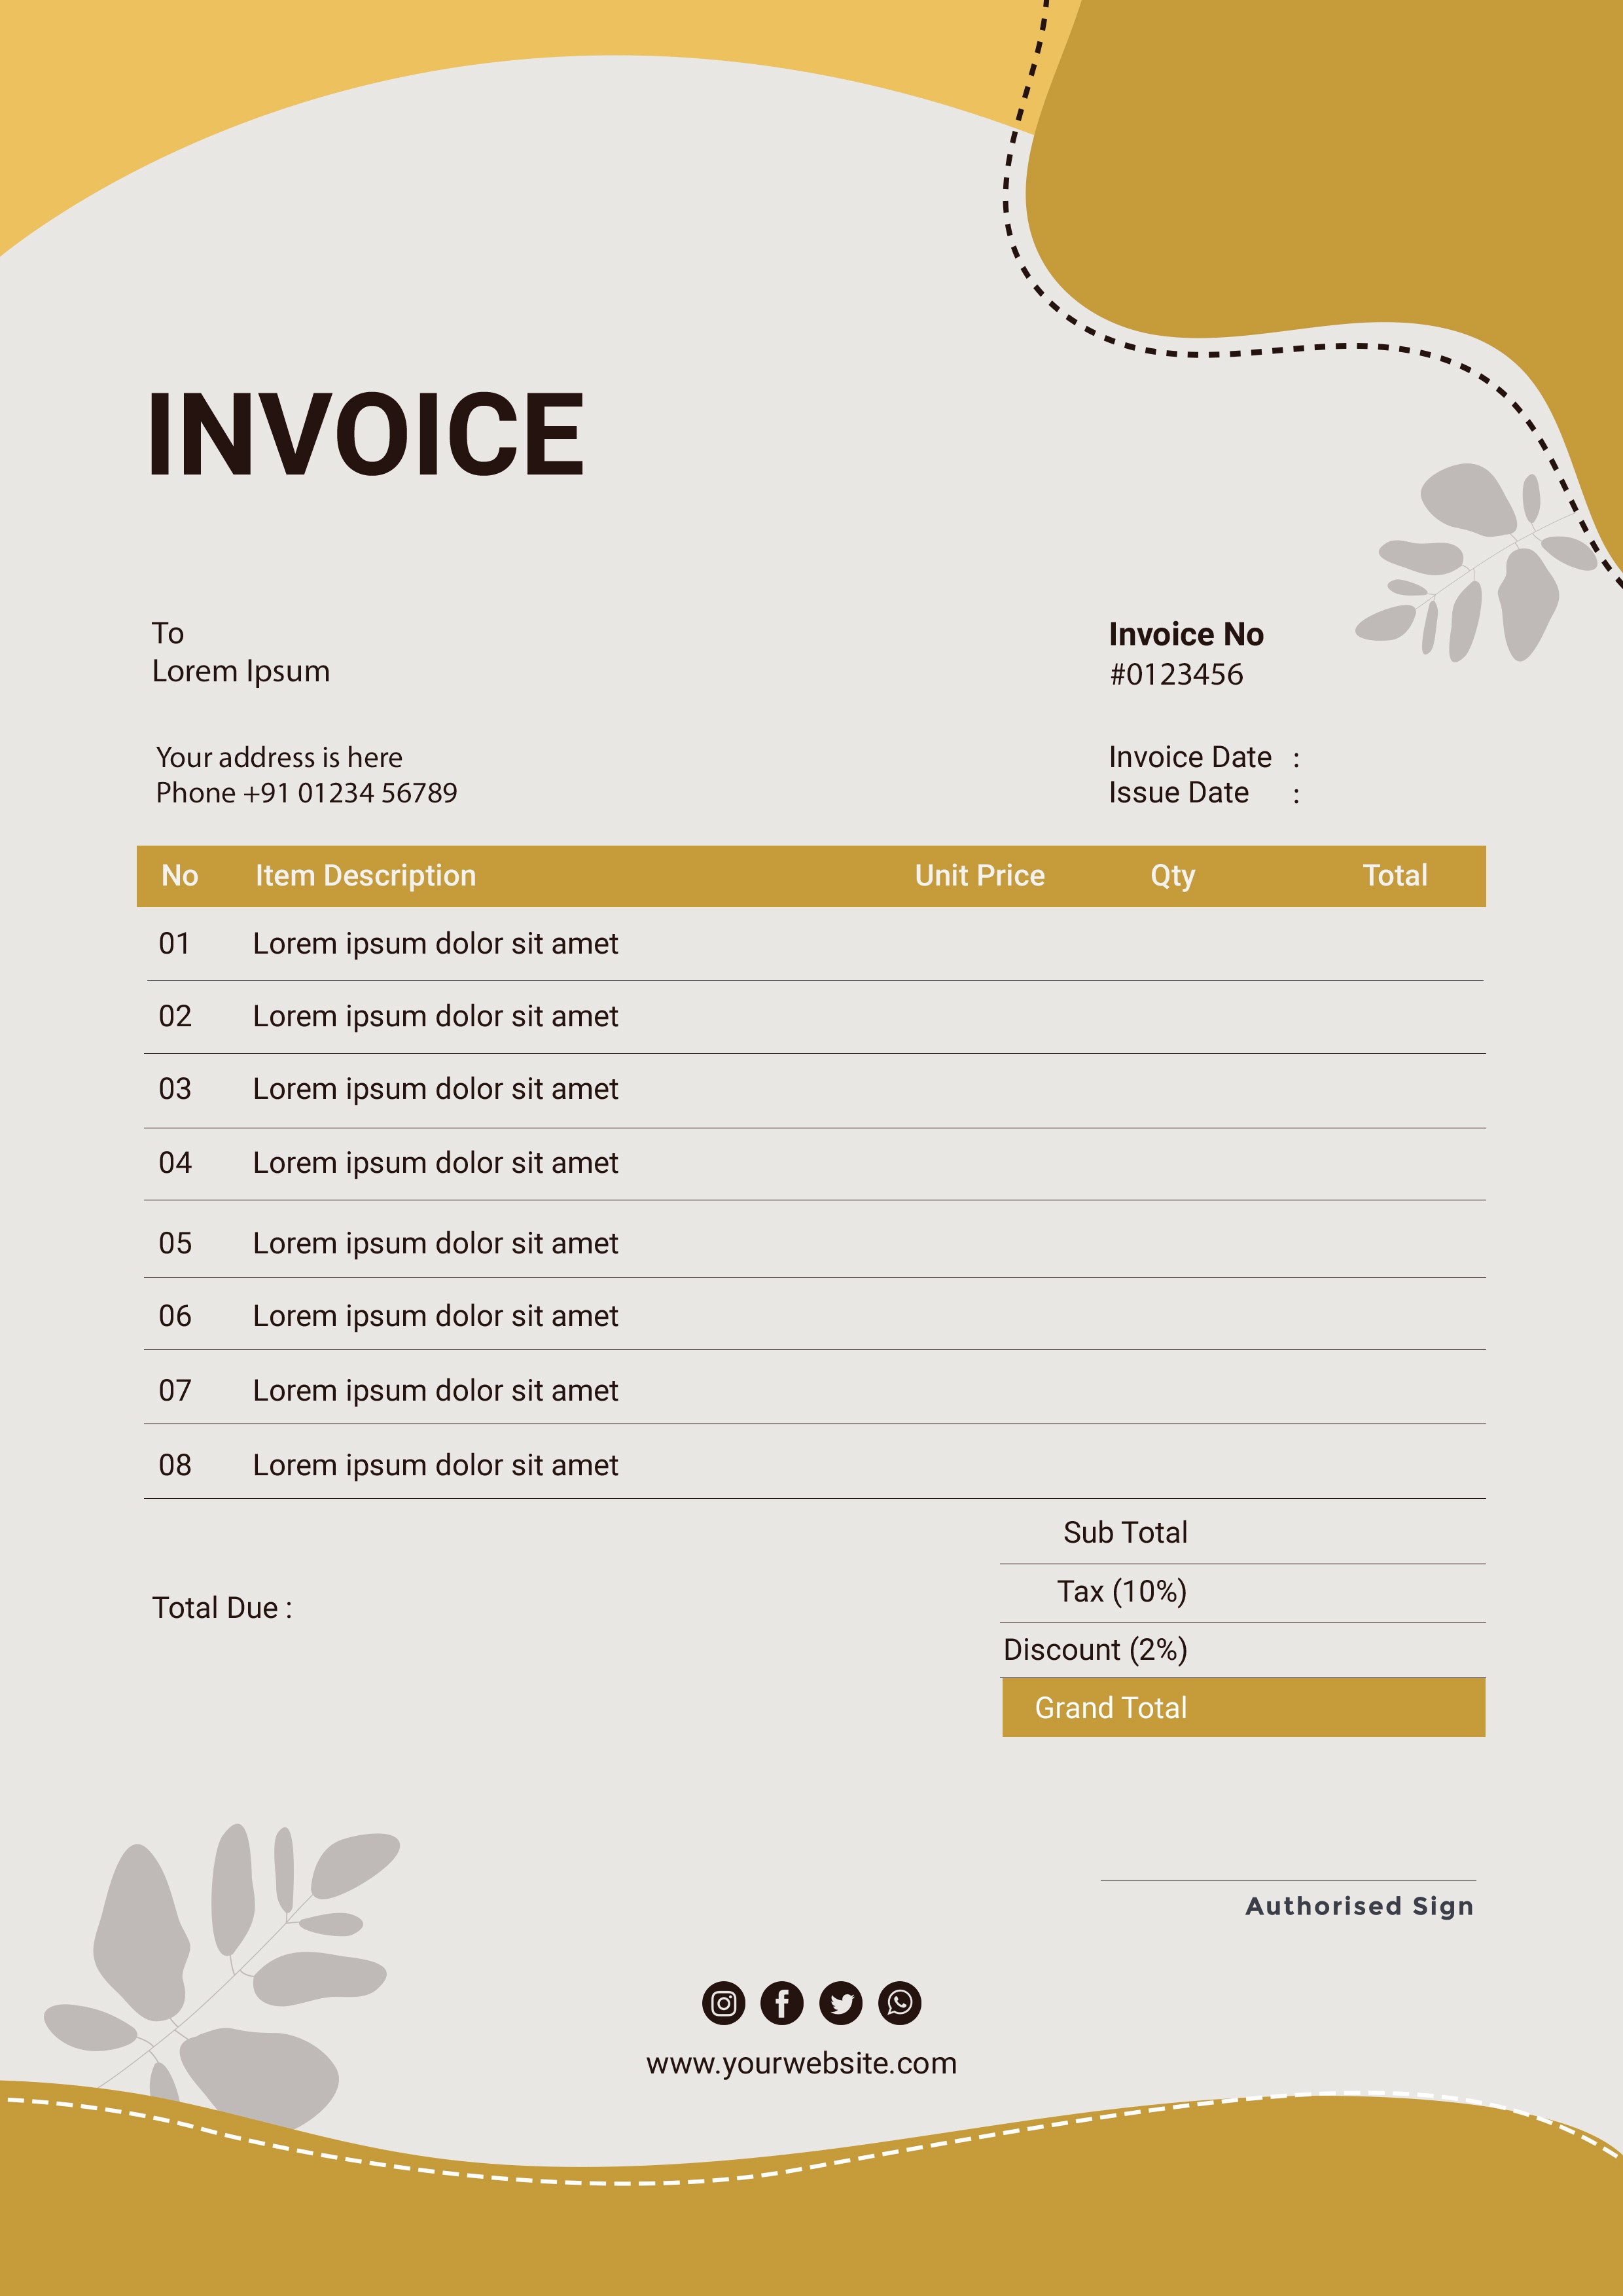 INVOICE
To
Lorem Ipsum
Invoice No
#0123456
Your address is here
Phone +91 01234 56789
Invoice Date :
Issue Date :
No Item Description Unit Price Qty Total
01 Lorem ipsum dolor sit amet
02 Lorem ipsum dolor sit amet
03 Lorem ipsum dolor sit amet
04 Lorem ipsum dolor sit amet
05 Lorem ipsum dolor sit amet
06 Lorem ipsum dolor sit amet
07 Lorem ipsum dolor sit amet
08 Lorem ipsum dolor sit amet
Sub Total
Tax (10%)
Total Due :
Discount (2%)
Grand Total
Authorised Sign
www.yourwebsite.com